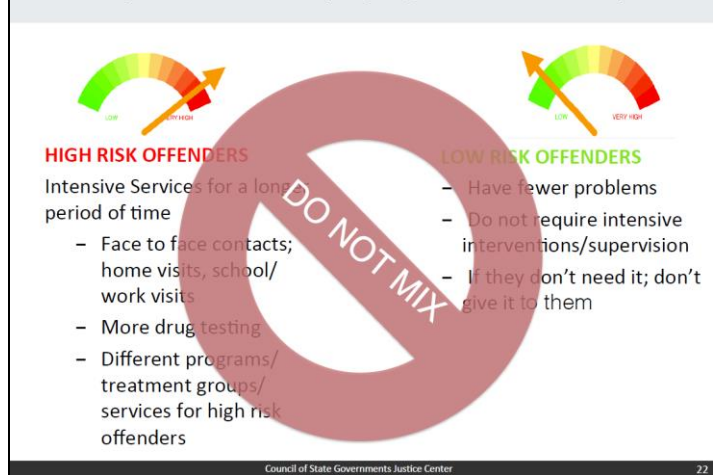 LOW
VERY HIGH
HIGH RISK OFFENDERS
Intensive Services for a longer
period of time
– Face to face contacts;
home visits, school/
work visits
– More drug testing
– Different programs/
treatment groups/
services for high risk
offenders
DO NOT MIX
LOW
VERY HIGH
LOW RISK OFFENDERS
– Have fewer problems
– Do not require intensive
interventions/supervision
– If they don’t need it; don’t
give it to them
Council of State Governments Justice Center
22